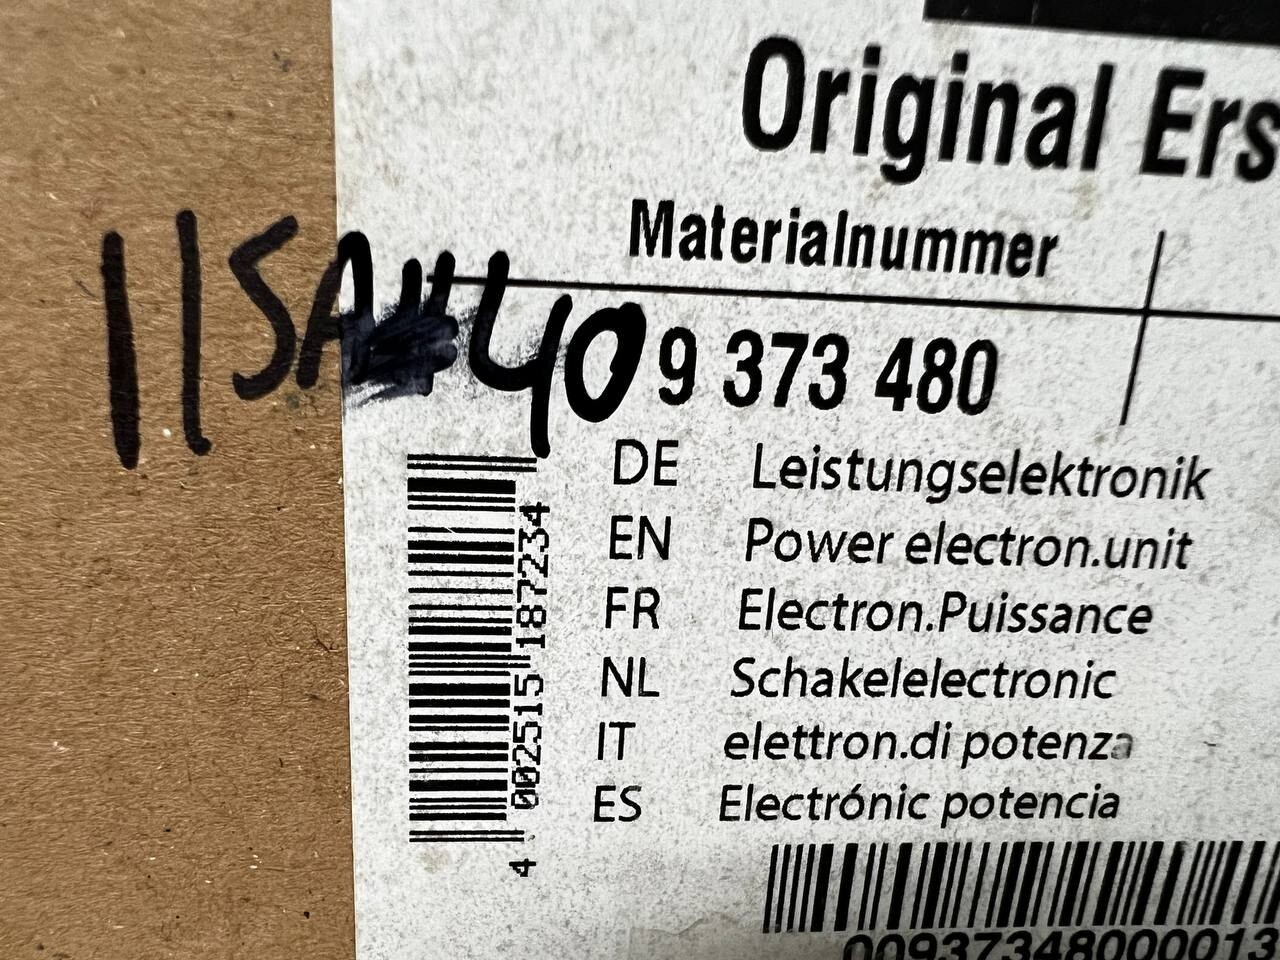 Original Ers
Materialnummer
11SA#40
9 373 480
DE Leistungselektronik
EN Power electron.unit
FR Electron.Puissance
NL Schakelelectronic
IT elettron.di potenza
ES Electrónic potencia
4 002515 187234
00937348000013